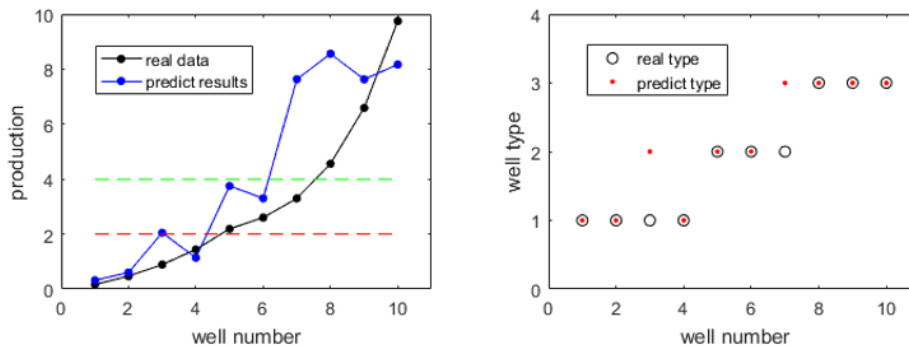 10
8
6
4
2
0
production
real data
predict results
0 2 4 6 8 10
well number
4
3
2
1
0
well type
real type
predict type
0 2 4 6 8 10
well number